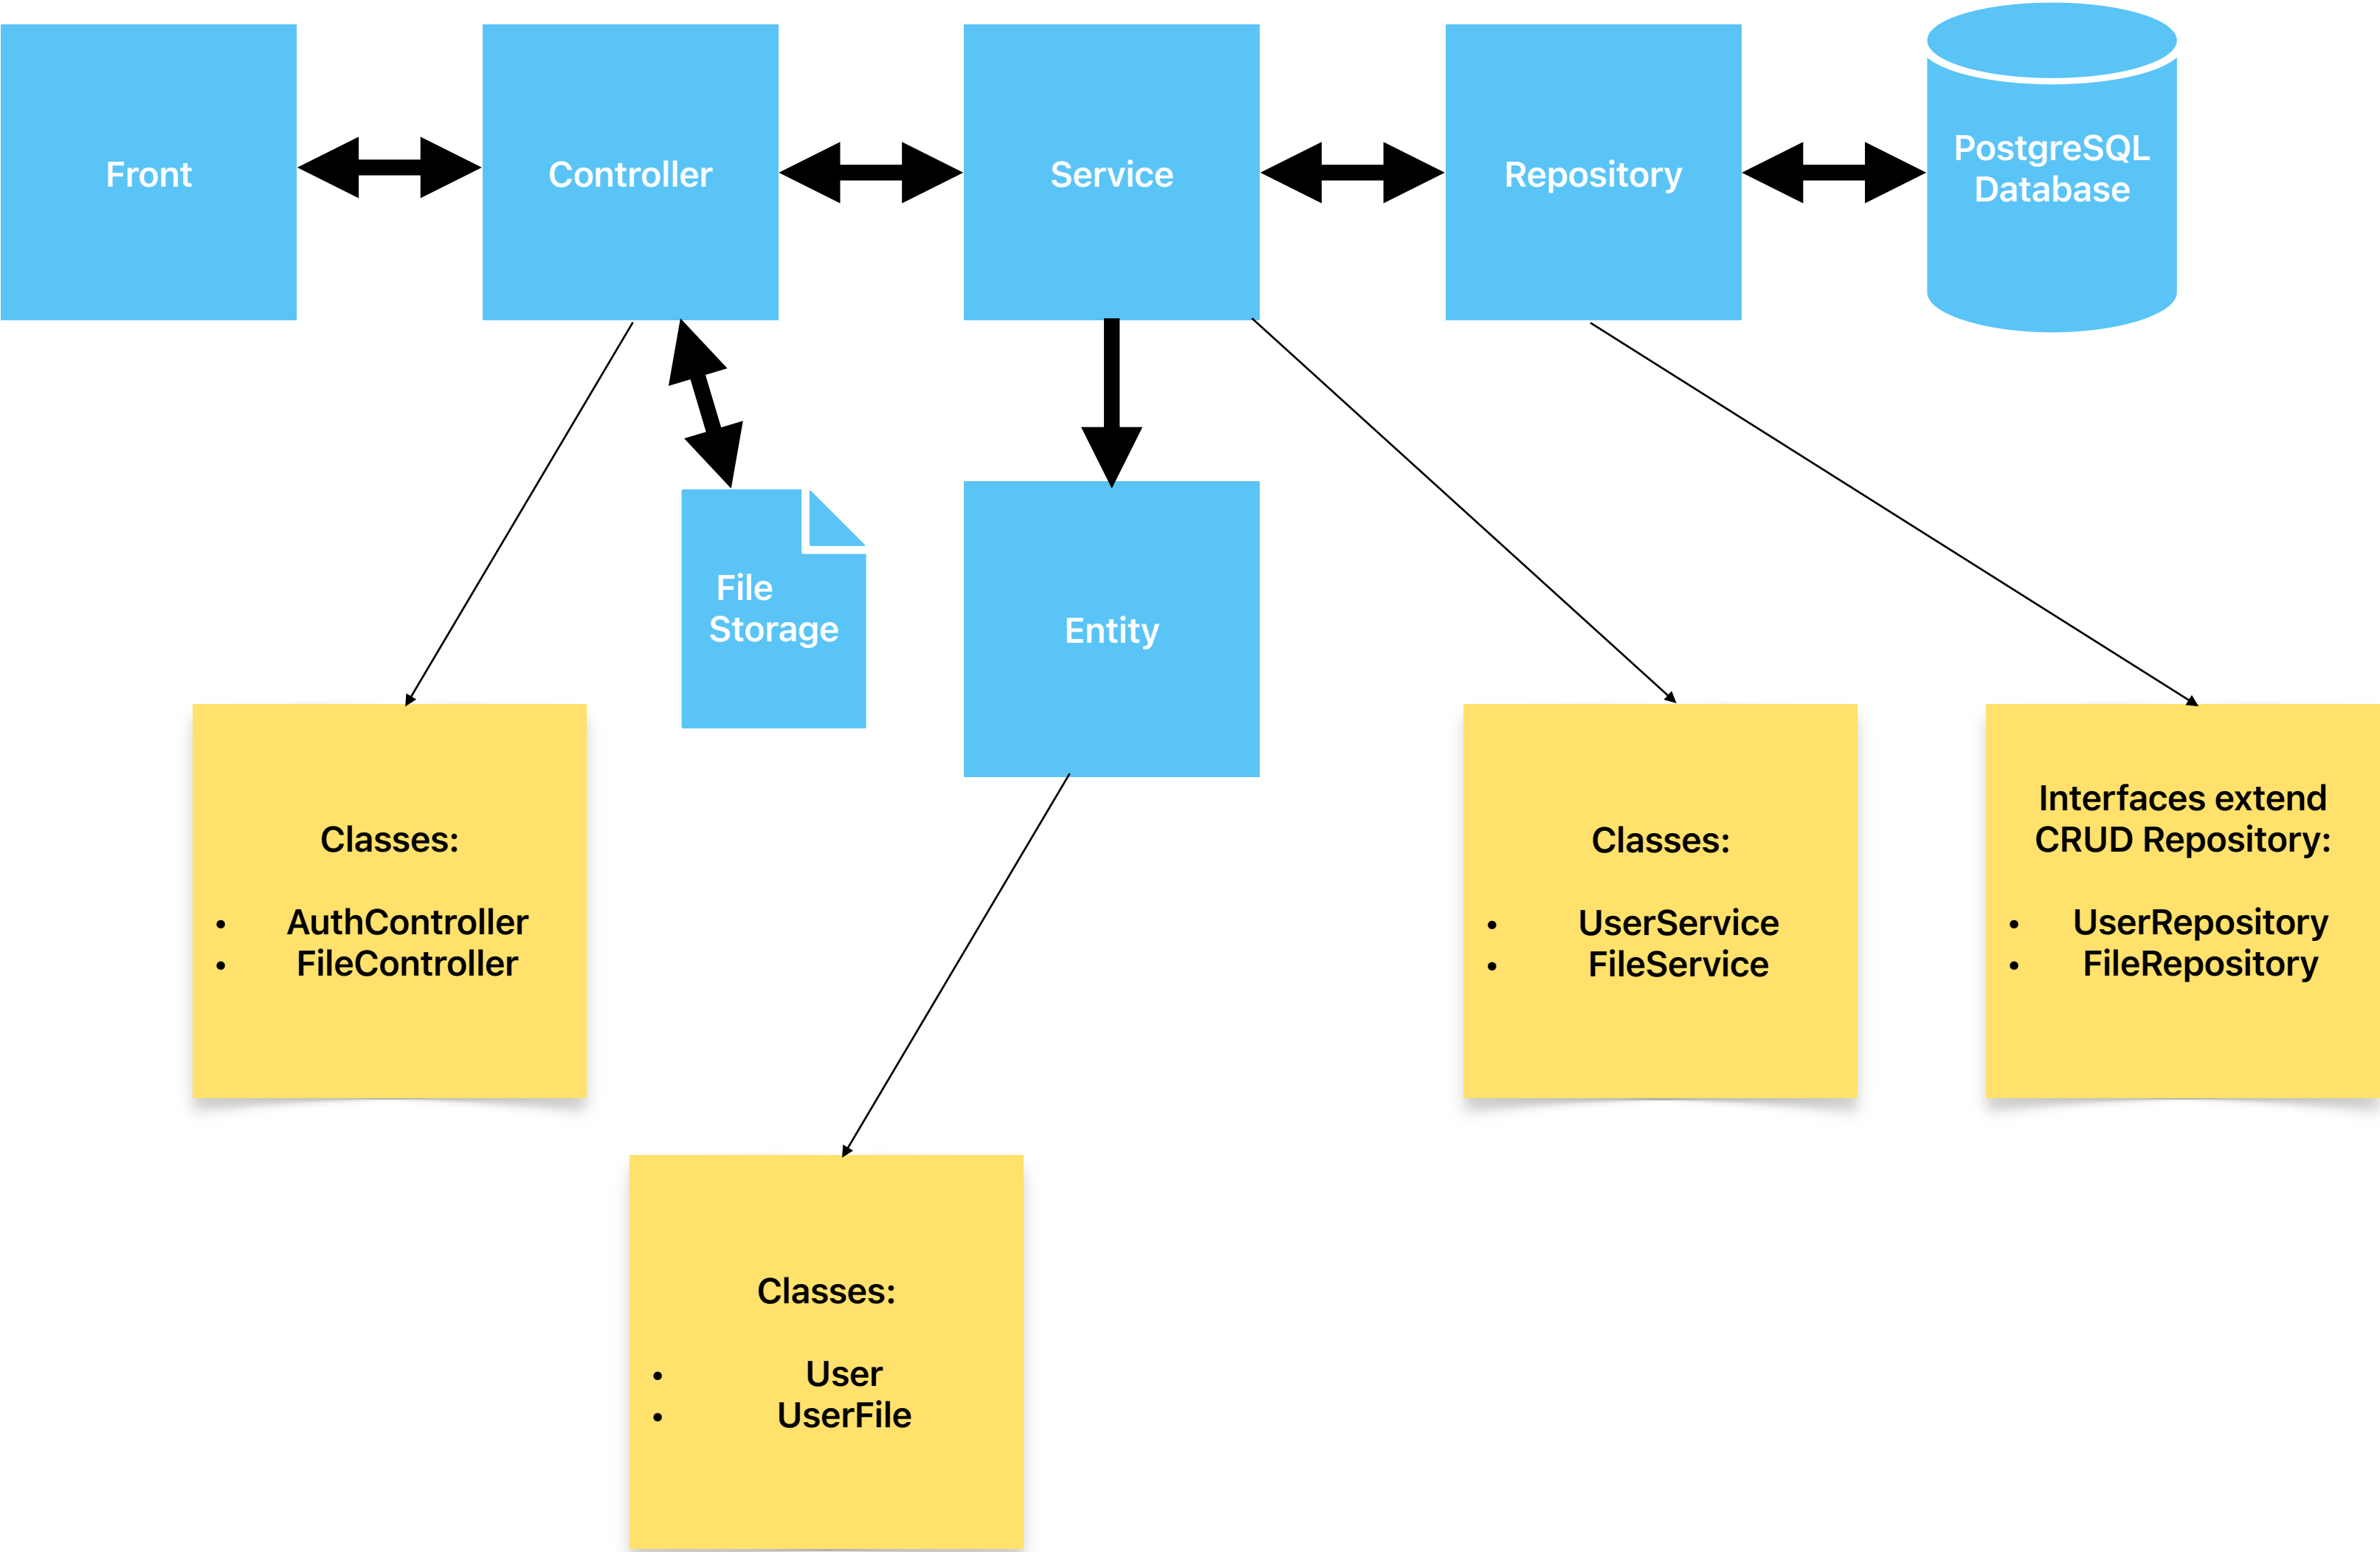 Front
Controller
Service
Repository
PostgreSQL
Database
File
Storage
Entity
Classes:
• AuthController
• FileController
Classes:
• UserService
• FileService
Interfaces extend
CRUD Repository:
• UserRepository
• FileRepository
Classes:
• User
• UserFile